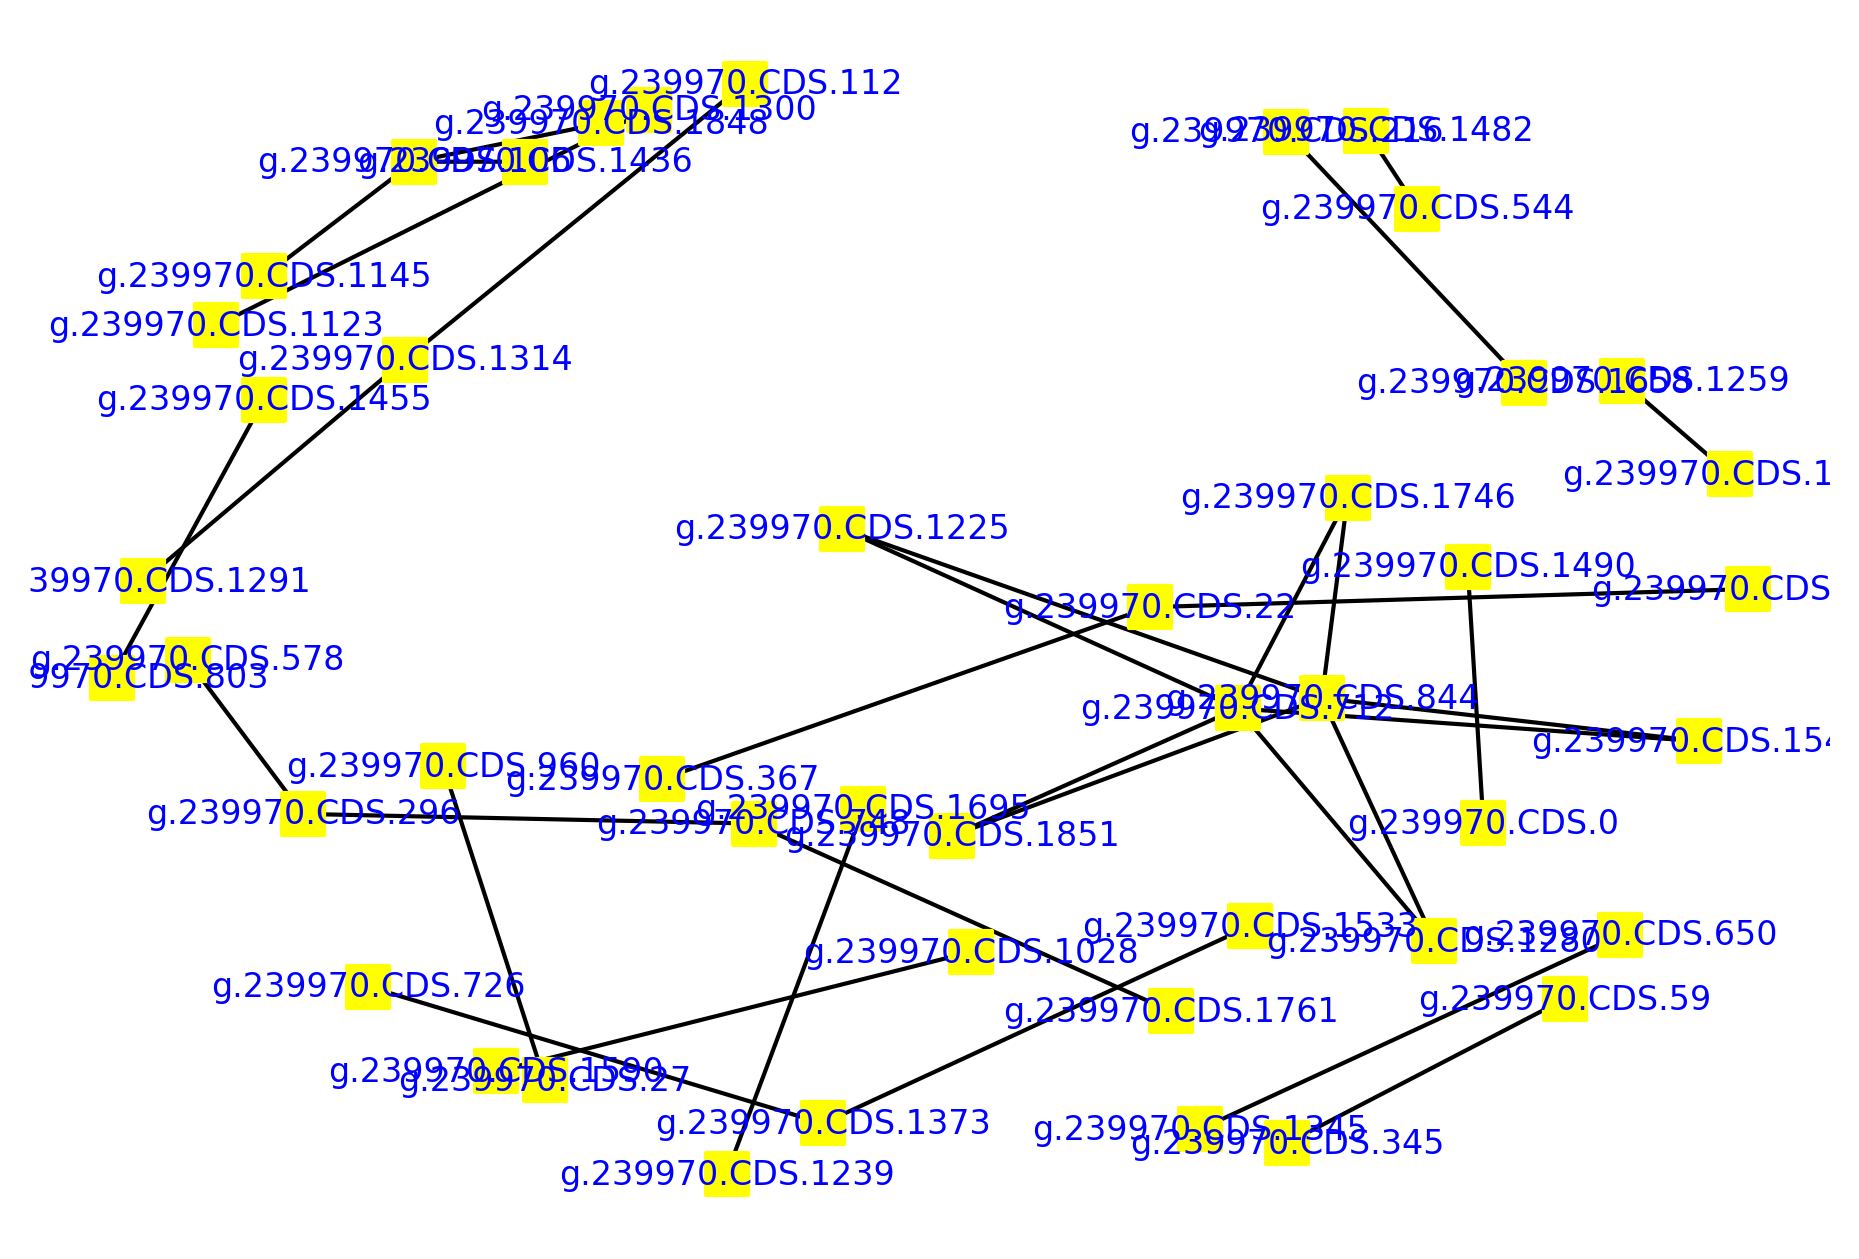 g.239970.CDS.112
g.239970.CDS.1300
g.239970.CDS.1848
g.239970.CDS.216
g.239970.CDS.1482
g.239970.CDS.1436
g.239970.CDS.544
g.239970.CDS.1145
g.239970.CDS.1123
g.239970.CDS.1314
g.239970.CDS.1658
g.239970.CDS.1259
g.239970.CDS.1455
g.239970.CDS.1
g.239970.CDS.1746
g.239970.CDS.1225
g.239970.CDS.1490
39970.CDS.1291
g.239970.CDS
g.239970.CDS.22
g.239970.CDS.578
9970.CDS.803
g.239970.CDS.844
g.239970.CDS.712
g.239970.CDS.154
g.239970.CDS.960
g.239970.CDS.367
g.239970.CDS.1695
g.239970.CDS.296
g.239970.CDS.748
g.239970.CDS.1851
g.239970.CDS.0
g.239970.CDS.1533
g.239970.CDS.1280
g.239970.CDS.650
g.239970.CDS.1028
g.239970.CDS.726
g.239970.CDS.59
g.239970.CDS.1761
g.239970.CDS.1590
g.239970.CDS.27
g.239970.CDS.1373
g.239970.CDS.1345
g.239970.CDS.345
g.239970.CDS.1239